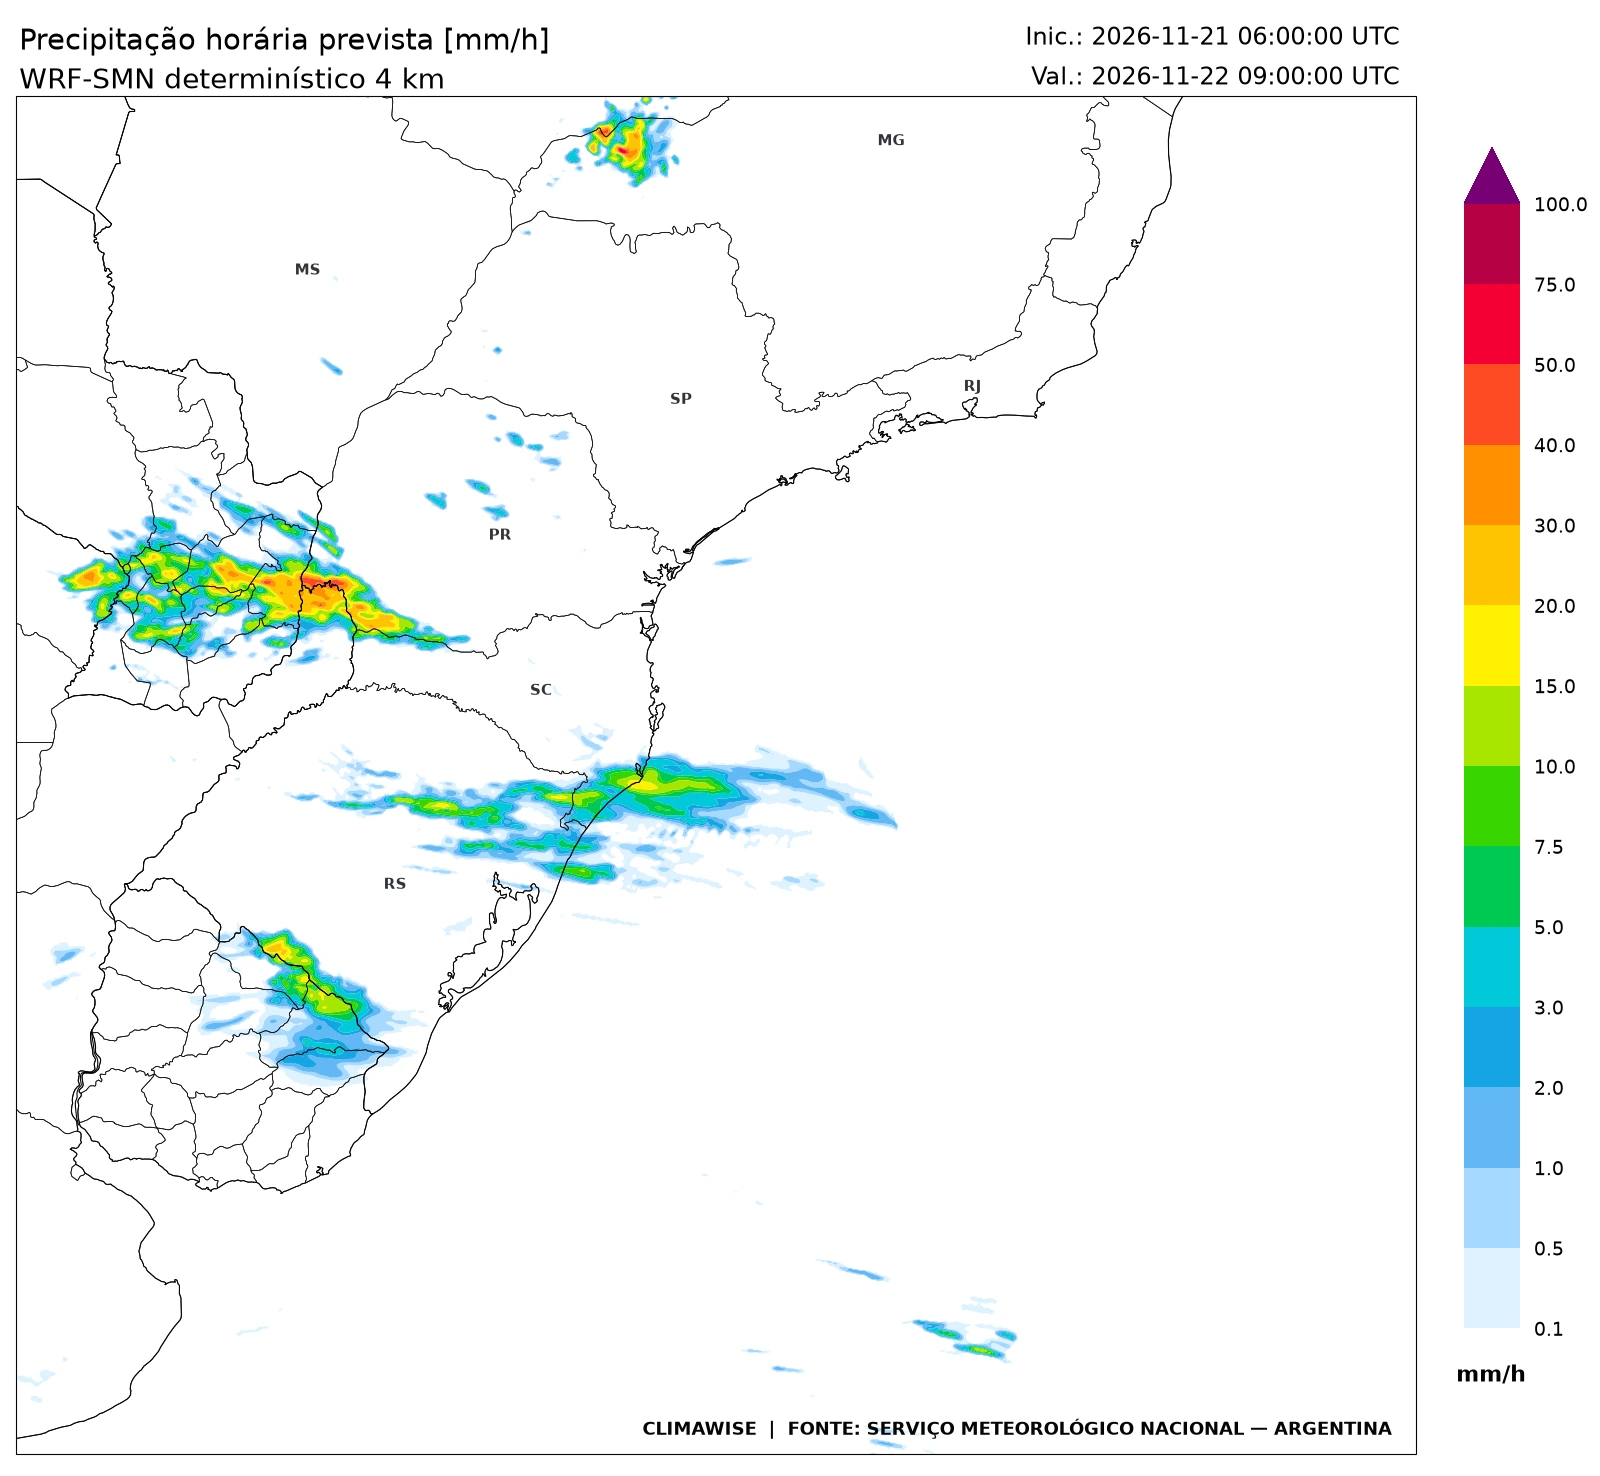 Precipitação horária prevista [mm/h]
WRF-SMN determinístico 4 km
Inic.: 2026-11-21 06:00:00 UTC
Val.: 2026-11-22 09:00:00 UTC
MG
MS
RJ
SP
PR
SC
RS
100.0
75.0
50.0
40.0
30.0
20.0
15.0
10.0
7.5
5.0
3.0
2.0
1.0
0.5
0.1
mm/h
CLIMAWISE | FONTE: SERVIÇO METEOROLÓGICO NACIONAL — ARGENTINA